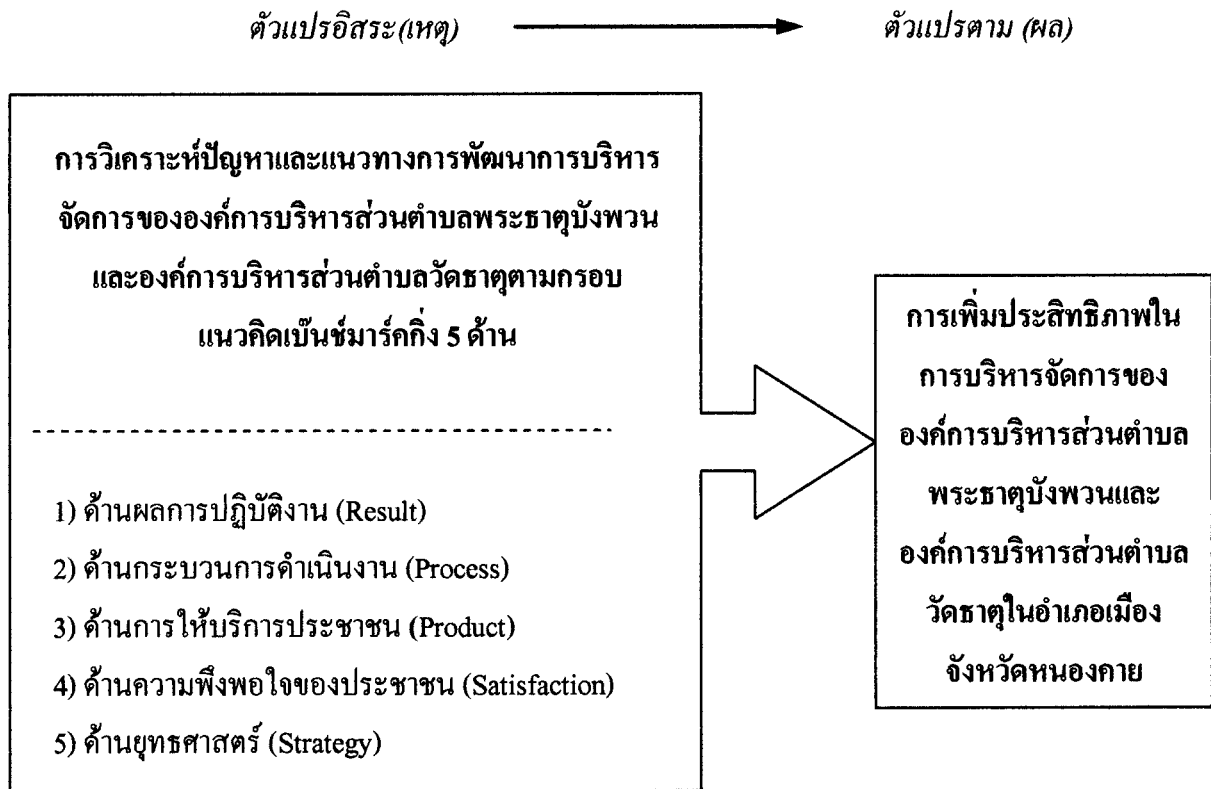 ตัวแปรอิสระ(เหตุ) ตัวแปรตาม (ผล)
การวิเคราะห์ปัญหาและแนวทางการพัฒนาการบริหาร
จัดการขององค์การบริหารส่วนตำบลพระธาตุบังพวน
และองค์การบริหารส่วนตำบลวัดธาตุตามกรอบ
แนวคิดเบ๊นช์มาร์คกิ่ง 5 ด้าน
1) ด้านผลการปฏิบัติงาน (Result)
2) ด้านกระบวนการดำเนินงาน (Process)
3) ด้านการให้บริการประชาชน (Product)
4) ด้านความพึงพอใจของประชาชน (Satisfaction)
5) ด้านยุทธศาสตร์ (Strategy)
การเพิ่มประสิทธิภาพใน
การบริหารจัดการของ
องค์การบริหารส่วนตำบล
พระธาตุบังพวนและ
องค์การบริหารส่วนตำบล
วัดธาตุในอำเภอเมือง
จังหวัดหนองคาย